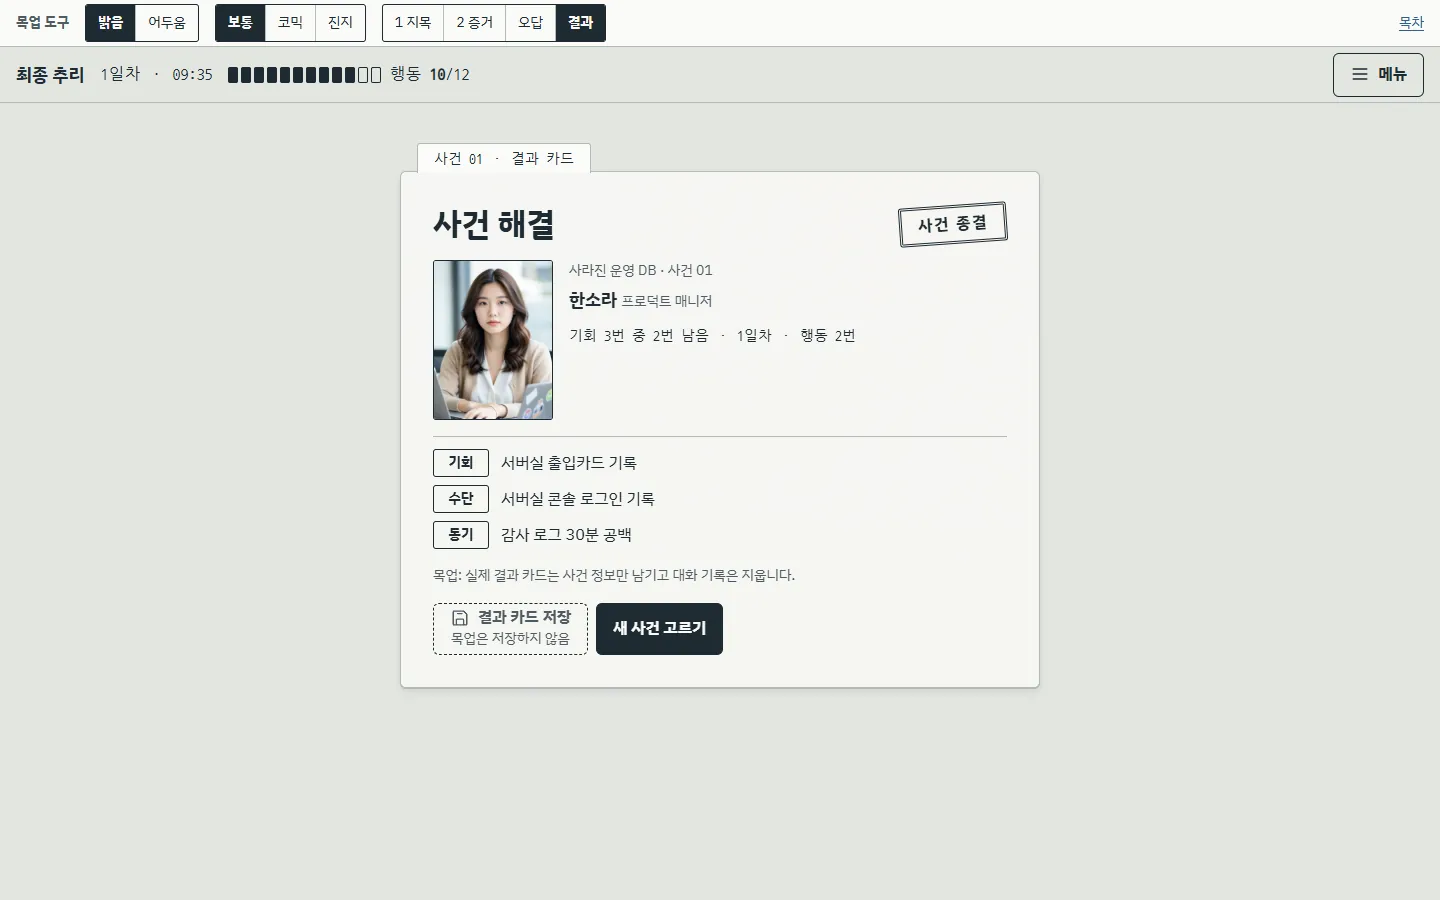 목업 도구 밝음 어두움 보통 코믹 진지 1 지목 2 증거 오답 결과 목차
최종 추리 1일차 · 09:35 행동 10/12 메뉴
사건 01 · 결과 카드
사건 해결
사건 종결
사라진 운영 DB · 사건 01
한소라 프로덕트 매니저
기회 3번 중 2번 남음 · 1일차 · 행동 2번
기회 서버실 출입카드 기록
수단 서버실 콘솔 로그인 기록
동기 감사 로그 30분 공백
목업: 실제 결과 카드는 사건 정보만 남기고 대화 기록은 지웁니다.
결과 카드 저장
목업은 저장하지 않음
새 사건 고르기